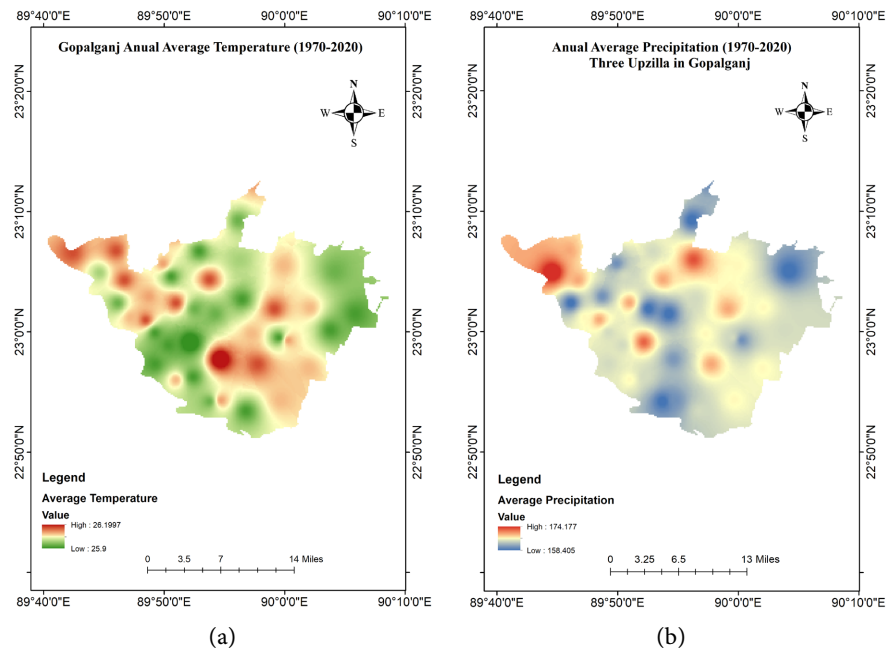 89°40'0"E
89°50'0"E
90°0'0"E
90°10'0"E
Gopalganj Anual Average Temperature (1970-2020)
N
W
E
S
23°20'0"N
23°20'0"N
23°10'0"N
23°10'0"N
23°0'0"N
23°0'0"N
22°50'0"N
22°50'0"N
Legend
Average Temperature
Value
High : 26.1997
Low : 25.9
0 3.5 7 14 Miles
89°40'0"E
89°50'0"E
90°0'0"E
90°10'0"E
(a)
89°40'0"E
89°50'0"E
90°0'0"E
90°10'0"E
Anual Average Precipitation (1970-2020)
Three Upzilla in Gopalganj
N
W
E
S
23°20'0"N
23°20'0"N
23°10'0"N
23°10'0"N
23°0'0"N
23°0'0"N
22°50'0"N
22°50'0"N
Legend
Average Precipitation
Value
High : 174.177
Low : 158.405
0 3.25 6.5 13 Miles
89°40'0"E
89°50'0"E
90°0'0"E
90°10'0"E
(b)